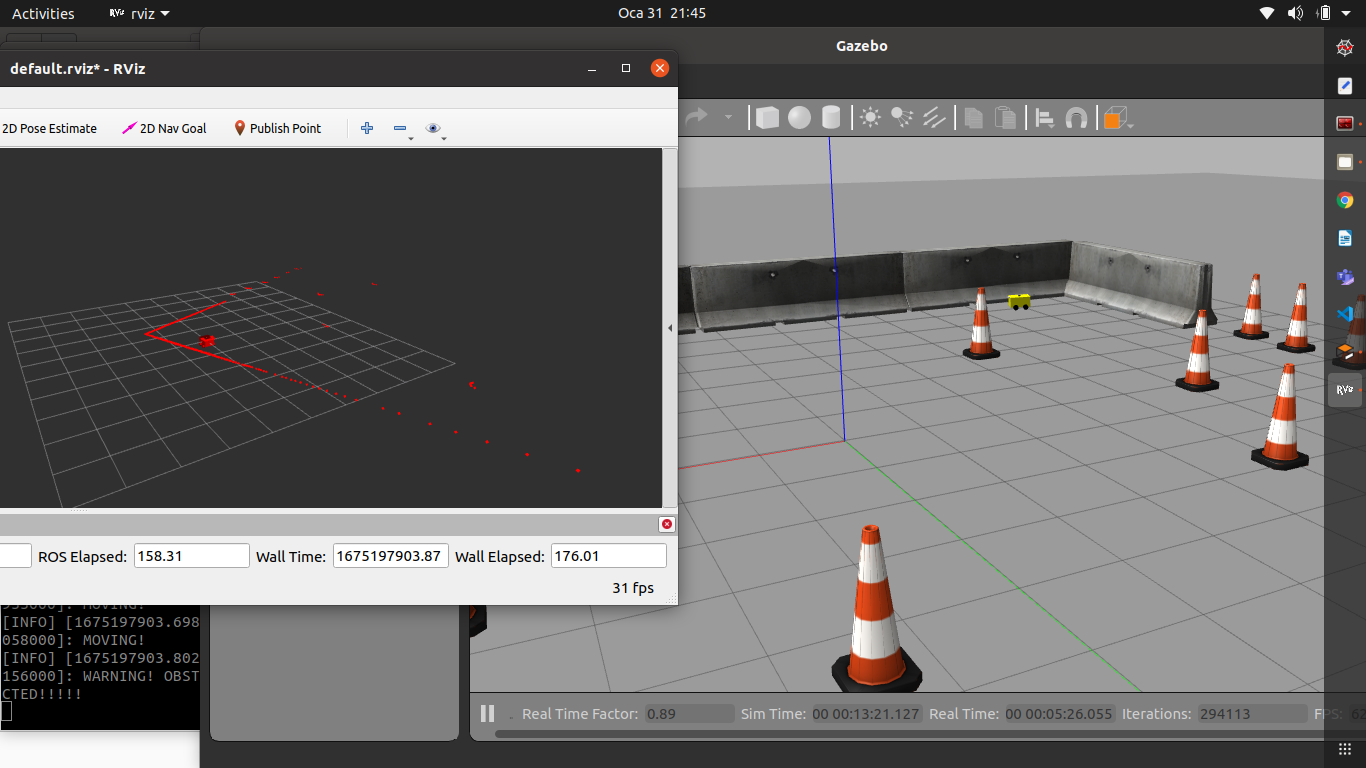 Activities
RViz rviz
Oca 31 21:45
Gazebo
default.rviz* - RViz
2D Pose Estimate 2D Nav Goal Publish Point
ROS Elapsed: 158.31 Wall Time: 1675197903.87 Wall Elapsed: 176.01
31 fps
[INFO] [1675197903.698
058000]: MOVING!
[INFO] [1675197903.802
156000]: WARNING! OBST
CTED!!!!!
Real Time Factor: 0.89 Sim Time: 00 00:13:21.127 Real Time: 00 00:05:26.055 Iterations: 294113 FPS: 62
RViz